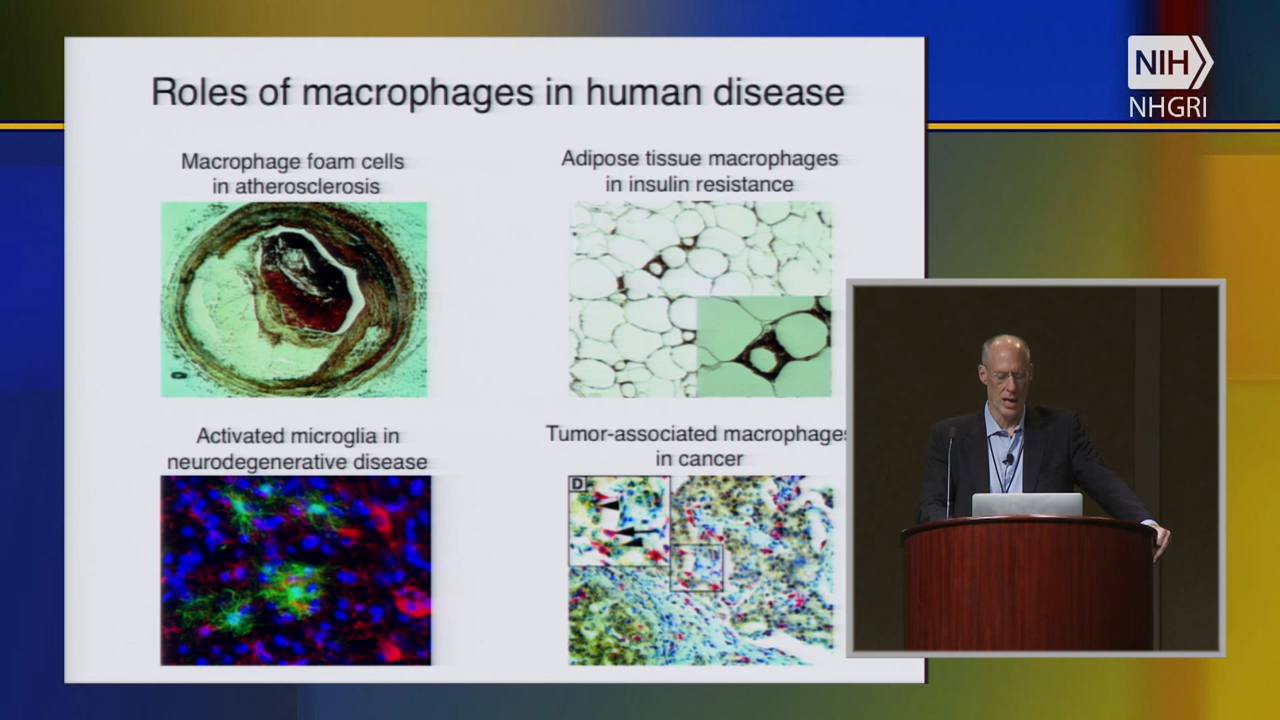 Roles of macrophages in human disease
Macrophage foam cells
in atherosclerosis
Adipose tissue macrophages
in insulin resistance
Activated microglia in
neurodegenerative disease
Tumor-associated macrophages
in cancer
D
NIH
NHGRI